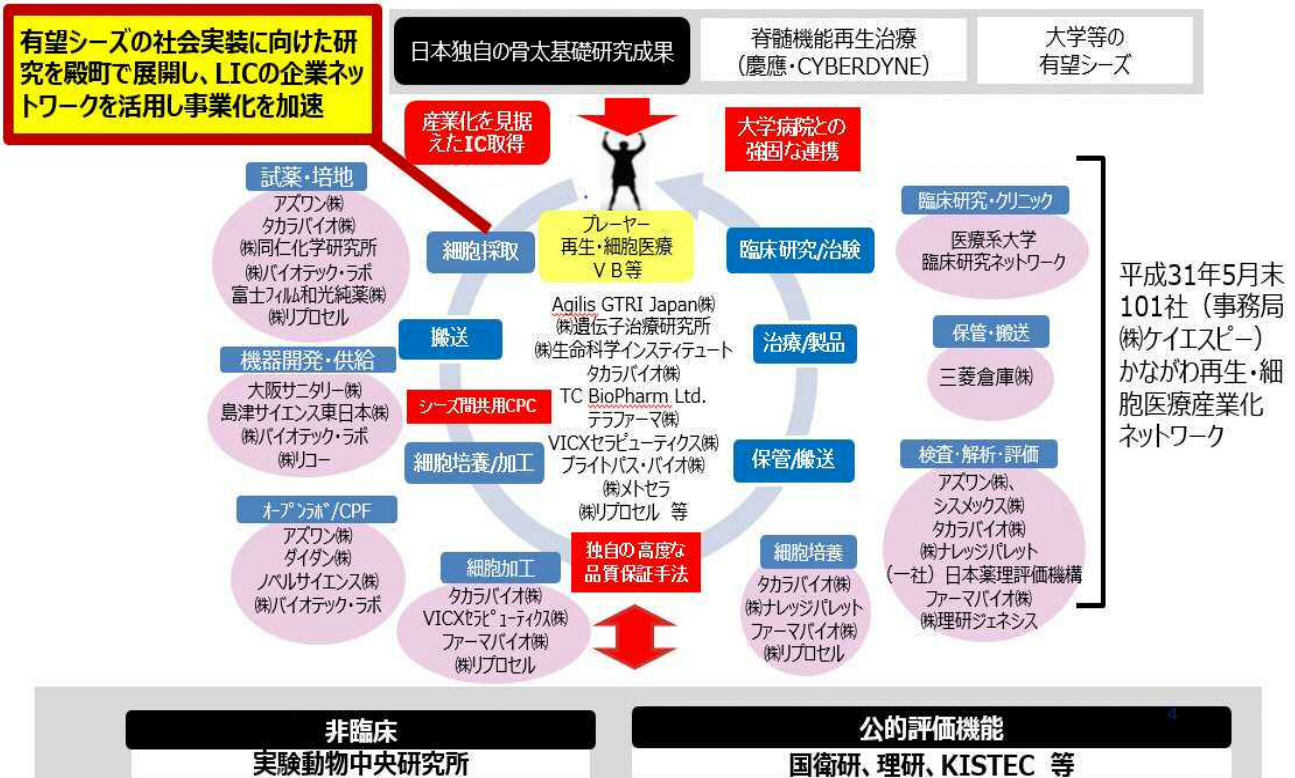 有望シーズの社会実装に向けた研
究を殿町で展開し、LICの企業ネッ
トワークを活用し事業化を加速
日本独自の骨太基礎研究成果
脊髄機能再生治療
(慶應・CYBERDYNE)
大学等の
有望シーズ
産業化を見据
えたIC取得
大学病院との
強固な連携
試薬・培地
アズワン㈱
タカラバイオ㈱
㈱同仁化学研究所
㈱バイオテック・ラボ
富士フィルム和光純薬㈱
㈱リプロセル
機器開発・供給
大阪サニタリー㈱
島津サイエンス東日本㈱
㈱バイオテック・ラボ
㈱リコー
オープンラボ/CPF
アズワン㈱
ダイダン㈱
ノベルサイエンス㈱
㈱バイオテック・ラボ
細胞採取
搬送
シーズ間共用CPC
細胞培養/加工
細胞加工
タカラバイオ㈱
VICXセラピューティクス㈱
ファーマバイオ㈱
㈱リプロセル
プレーヤー
再生・細胞医療
ＶＢ等
Agilis GTRI Japan㈱
㈱遺伝子治療研究所
㈱生命科学インスティテュート
タカラバイオ㈱
TC BioPharm Ltd.
テラファーマ㈱
VICXセラピューティクス㈱
ブライトパス・バイオ㈱
㈱メトセラ
㈱リプロセル 等
独自の高度な
品質保証手法
臨床研究/治験
治療/製品
保管/搬送
細胞培養
タカラバイオ㈱
㈱ナレッジパレット
ファーマバイオ㈱
㈱リプロセル
臨床研究・クリニック
医療系大学
臨床研究ネットワーク
保管・搬送
三菱倉庫㈱
検査・解析・評価
アズワン㈱、
シスメックス㈱
タカラバイオ㈱
㈱ナレッジパレット
(一社) 日本薬理評価機構
ファーマバイオ㈱
㈱理研ジェネシス
平成31年5月末
101社（事務局
㈱ケイエスピー）
かながわ再生・細
胞医療産業化
ネットワーク
4
非臨床
実験動物中央研究所
公的評価機能
国衛研、理研、KISTEC 等